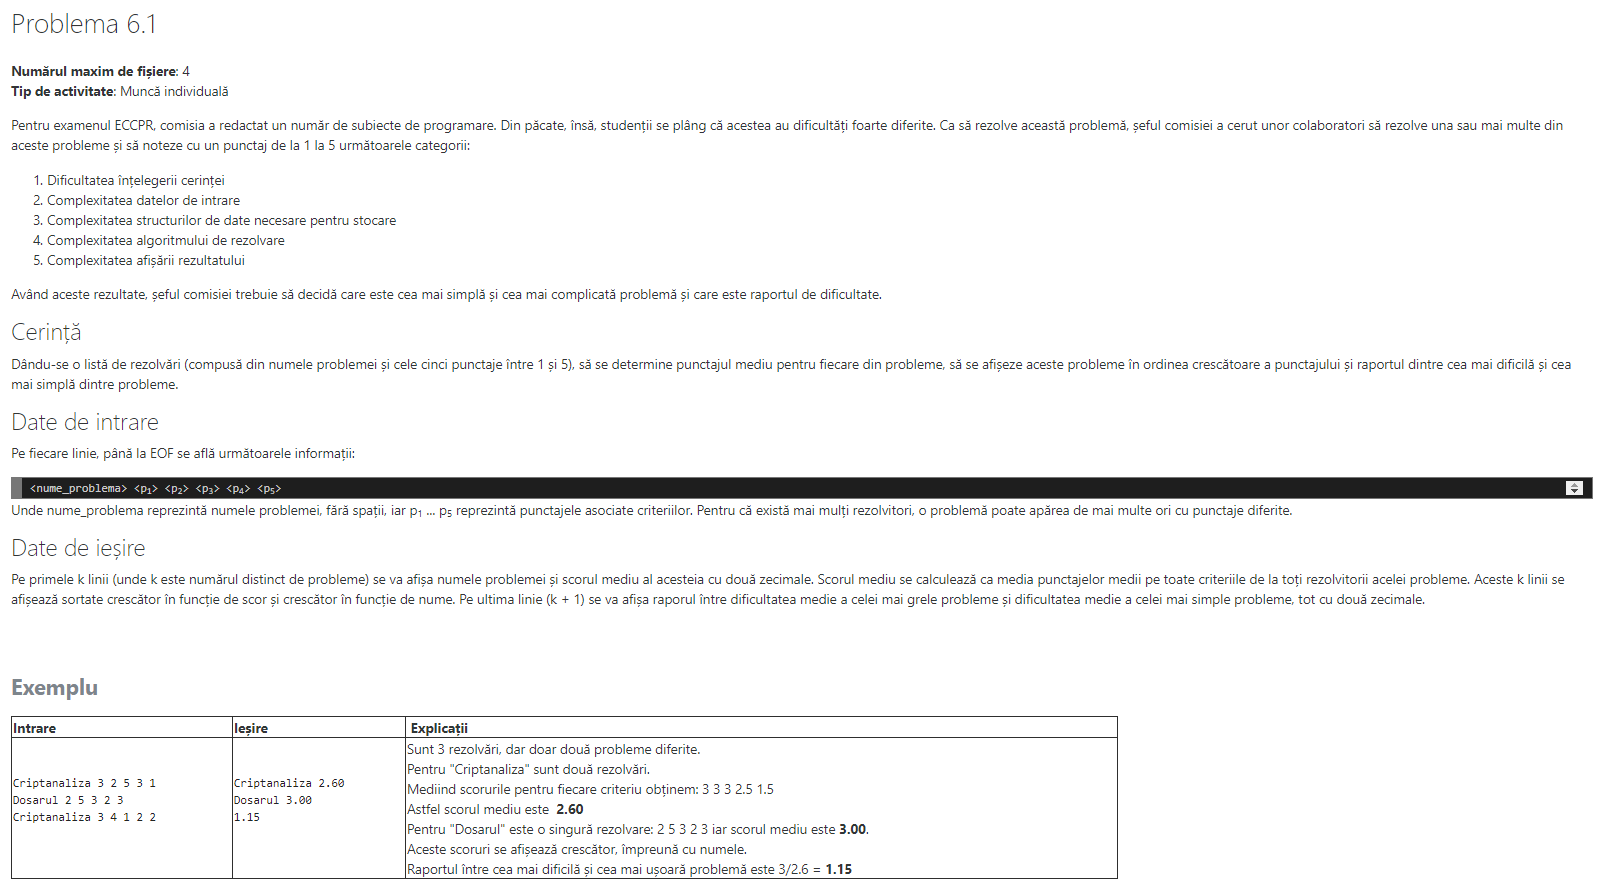 Problema 6.1
Numărul maxim de fișiere: 4
Tip de activitate: Muncă individuală
Pentru examenul ECCPR, comisia a redactat un număr de subiecte de programare. Din păcate, însă, studenții se plâng că acestea au dificultăți foarte diferite. Ca să rezolve această problemă, șeful comisiei a cerut unor colaboratori să rezolve una sau mai multe din
aceste probleme și să noteze cu un punctaj de la 1 la 5 următoarele categorii:
1. Dificultatea înțelegerii cerinței
2. Complexitatea datelor de intrare
3. Complexitatea structurilor de date necesare pentru stocare
4. Complexitatea algoritmului de rezolvare
5. Complexitatea afișării rezultatului
Având aceste rezultate, șeful comisiei trebuie să decidă care este cea mai simplă și cea mai complicată problemă și care este raportul de dificultate.
Cerință
Dându-se o listă de rezolvări (compusă din numele problemei și cele cinci punctaje între 1 și 5), să se determine punctajul mediu pentru fiecare din probleme, să se afișeze aceste probleme în ordinea crescătoare a punctajului și raportul dintre cea mai dificilă și cea
mai simplă dintre probleme.
Date de intrare
Pe fiecare linie, până la EOF se află următoarele informații:
<nume_problema> <p1> <p2> <p3> <p4> <p5>
Unde nume_problema reprezintă numele problemei, fără spații, iar p1 ... p5 reprezintă punctajele asociate criteriilor. Pentru că există mai mulți rezolvitori, o problemă poate apărea de mai multe ori cu punctaje diferite.
Date de ieșire
Pe primele k linii (unde k este numărul distinct de probleme) se va afișa numele problemei și scorul mediu al acesteia cu două zecimale. Scorul mediu se calculează ca media punctajelor medii pe toate criteriile de la toți rezolvitorii acelei probleme. Aceste k linii se
afișează sortate crescător în funcție de scor și crescător în funcție de nume. Pe ultima linie (k + 1) se va afișa raporul între dificultatea medie a celei mai grele probleme și dificultatea medie a celei mai simple probleme, tot cu două zecimale.
Exemplu
Intrare Ieșire Explicații
Criptanaliza 3 2 5 3 1
Dosarul 2 5 3 2 3
Criptanaliza 3 4 1 2 2
Criptanaliza 2.60
Dosarul 3.00
1.15
Sunt 3 rezolvări, dar doar două probleme diferite.
Pentru "Criptanaliza" sunt două rezolvări.
Mediind scorurile pentru fiecare criteriu obținem: 3 3 3 2.5 1.5
Astfel scorul mediu este 2.60
Pentru "Dosarul" este o singură rezolvare: 2 5 3 2 3 iar scorul mediu este 3.00.
Aceste scoruri se afișează crescător, împreună cu numele.
Raportul între cea mai dificilă și cea mai ușoară problemă este 3/2.6 = 1.15